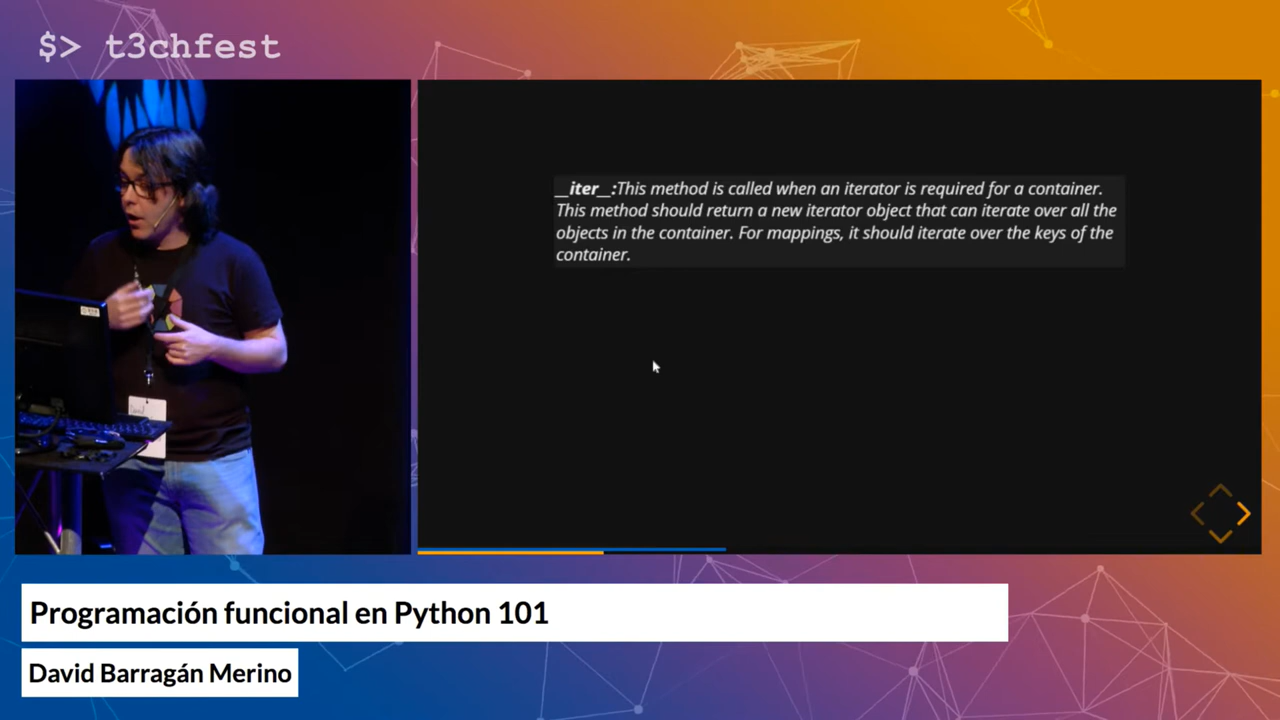 $> t3chfest
__iter__:This method is called when an iterator is required for a container.
This method should return a new iterator object that can iterate over all the
objects in the container. For mappings, it should iterate over the keys of the
container.
Programación funcional en Python 101
David Barragán Merino